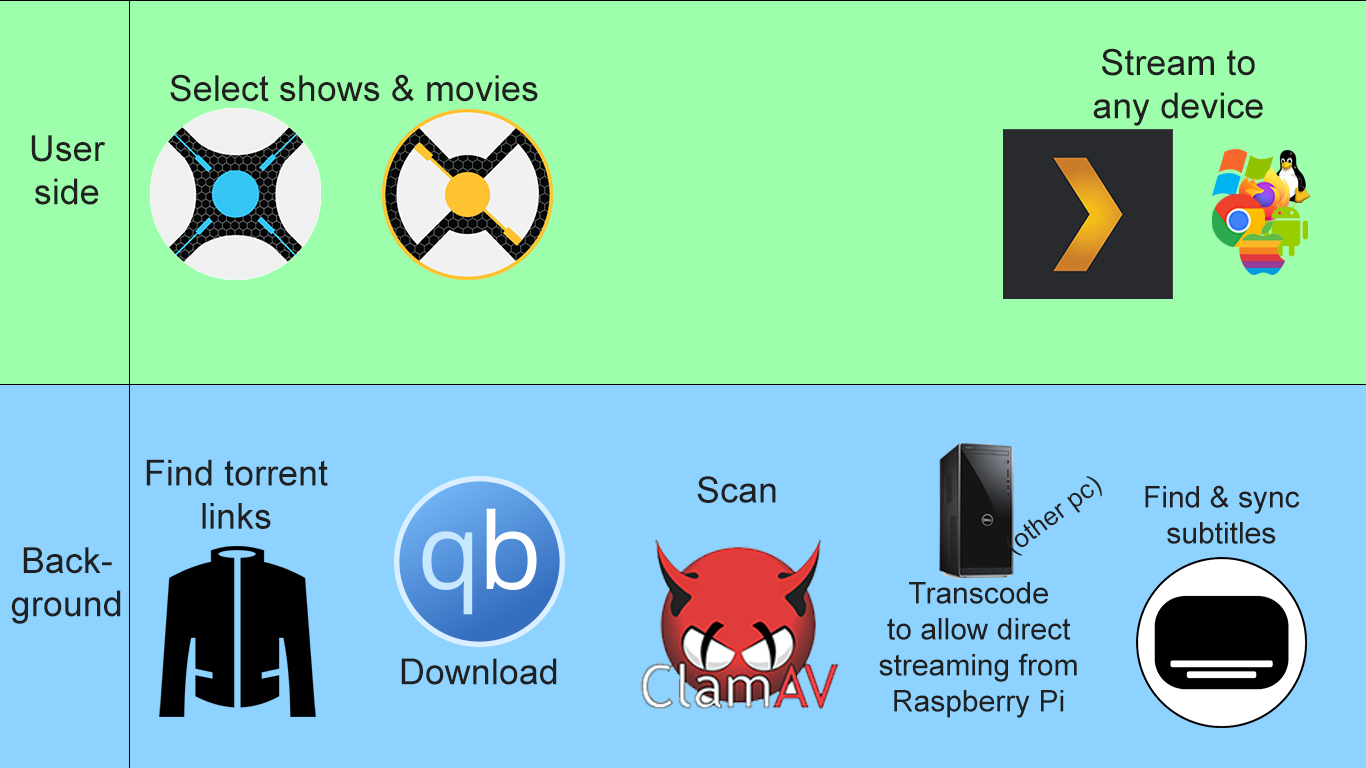 User
side
Select shows & movies
Stream to
any device
Back-
ground
Find torrent
links
qb
Download
Scan
ClamAV
(other pc)
Transcode
to allow direct
streaming from
Raspberry Pi
Find & sync
subtitles